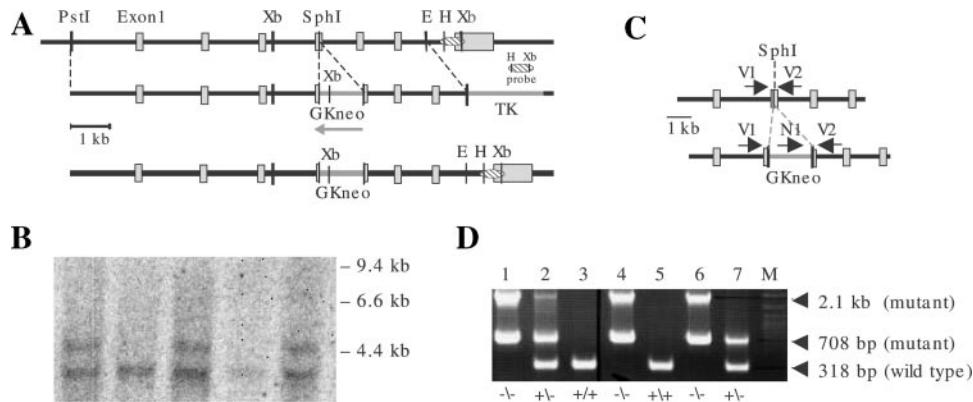 A
PstI Exon1 Xb SphI E H Xb
H Xb
probe
Xb
GKneo TK
1 kb
Xb E H Xb
GKneo
B
– 9.4 kb
– 6.6 kb
– 4.4 kb
C
SphI
V1 V2
1 kb
V1 N1 V2
GKneo
D
1 2 3 4 5 6 7 M
2.1 kb (mutant)
708 bp (mutant)
318 bp (wild type)
-\- +\- +/+ -\- +\+ -\- +\-